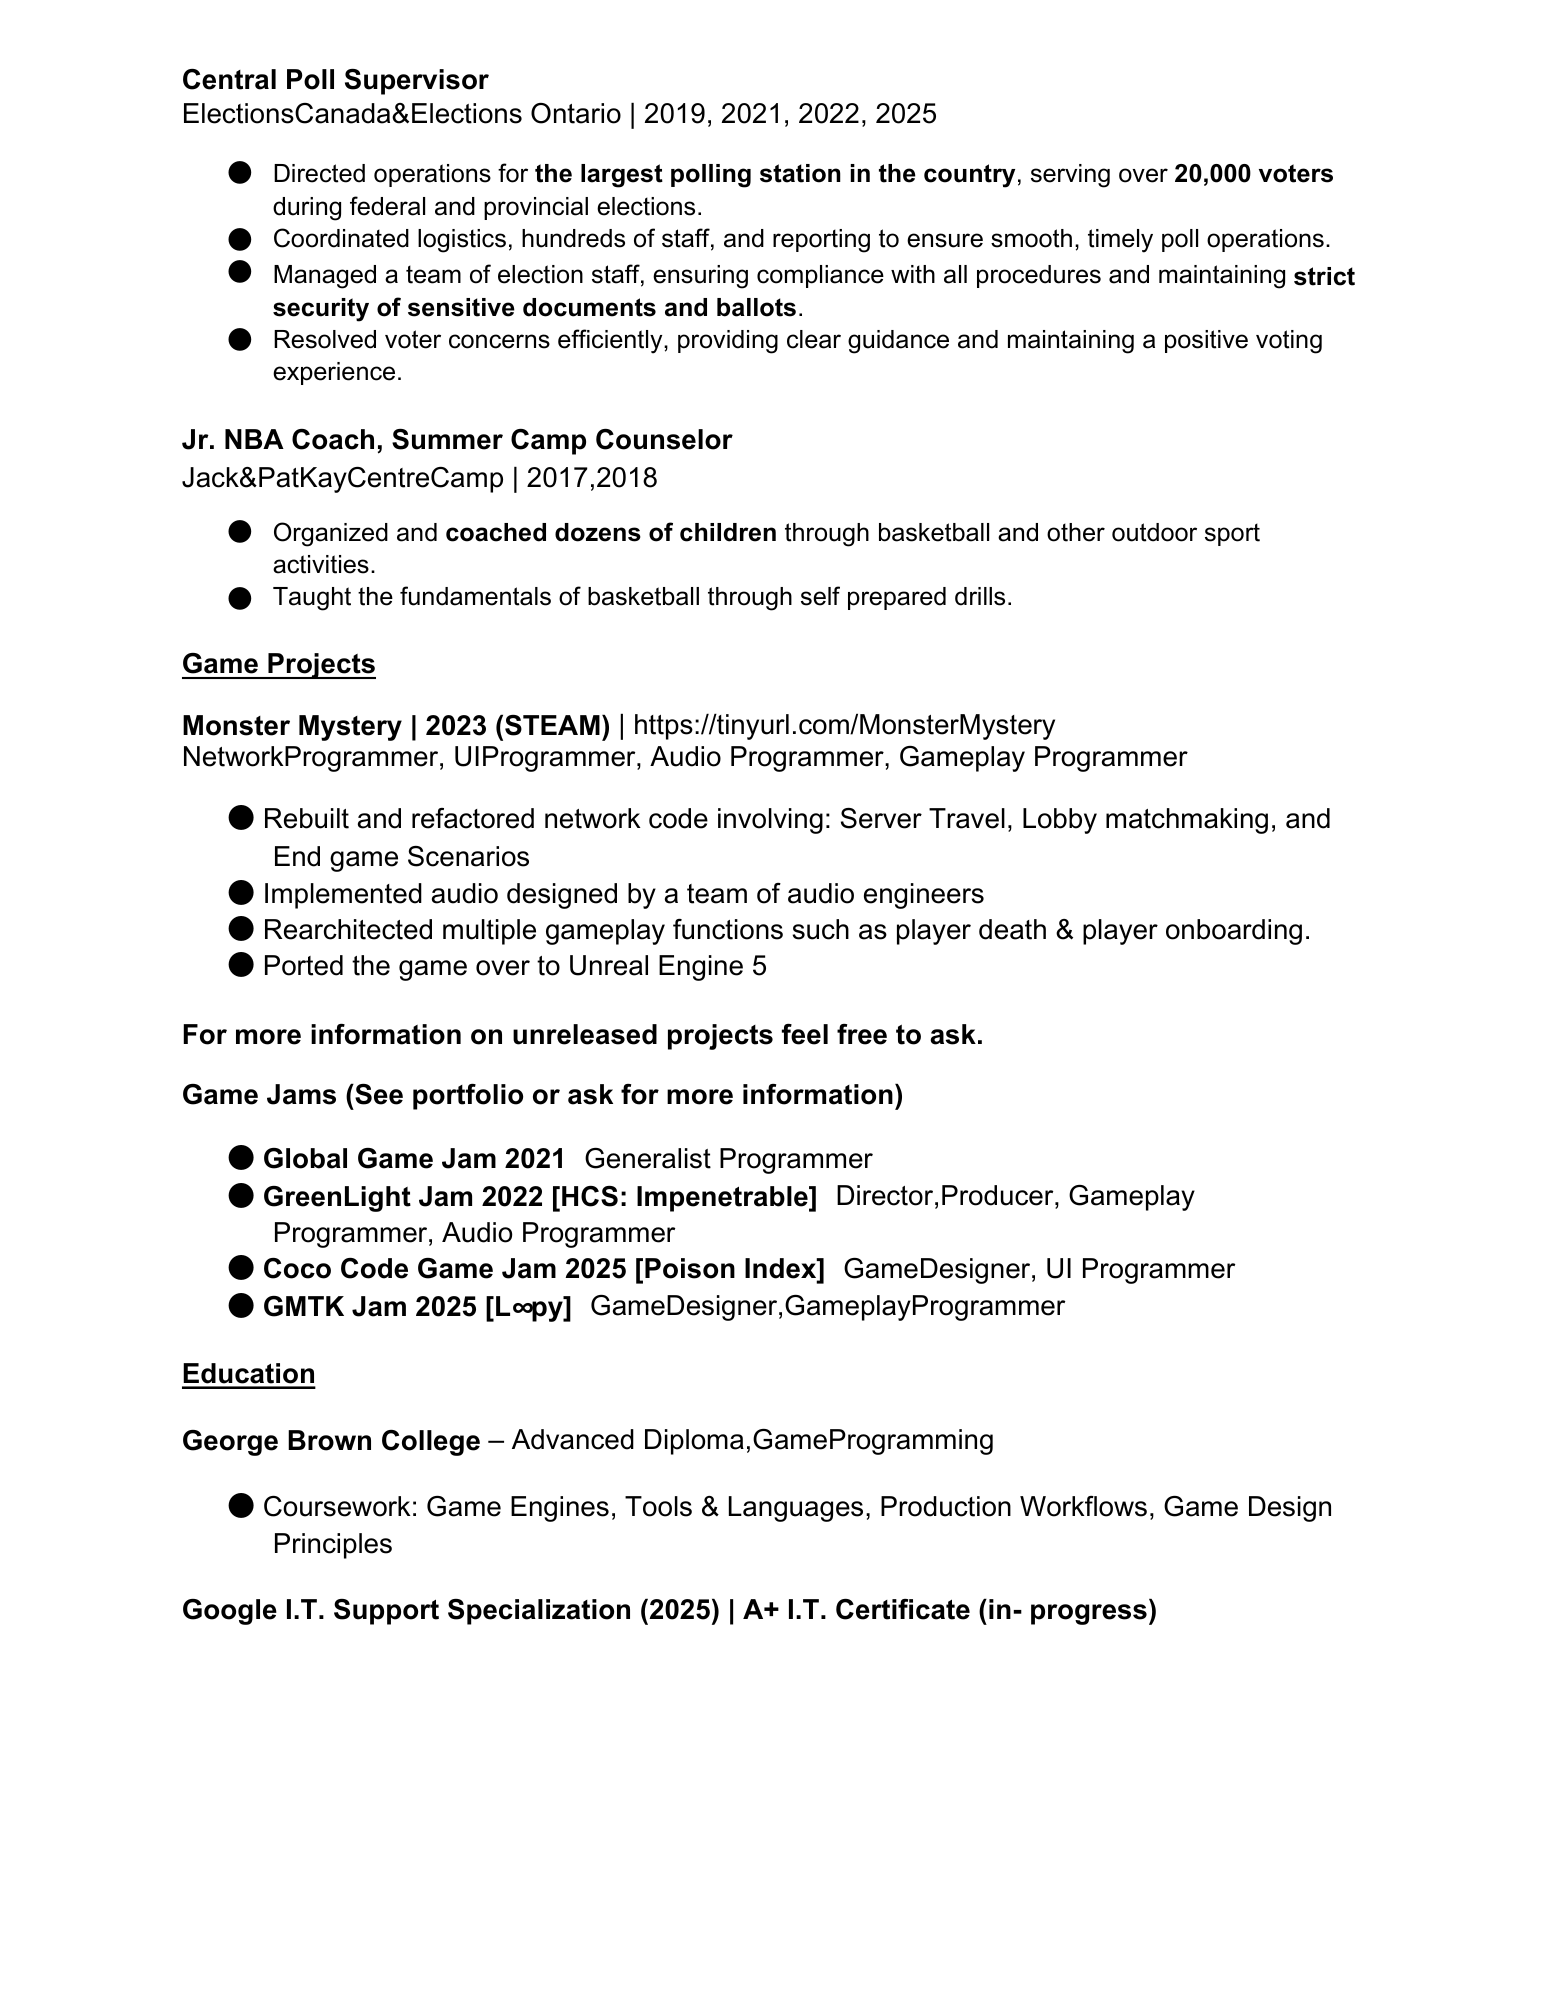 Central Poll Supervisor
ElectionsCanada&Elections Ontario | 2019, 2021, 2022, 2025
● Directed operations for the largest polling station in the country, serving over 20,000 voters
during federal and provincial elections.
● Coordinated logistics, hundreds of staff, and reporting to ensure smooth, timely poll operations.
● Managed a team of election staff, ensuring compliance with all procedures and maintaining strict
security of sensitive documents and ballots.
● Resolved voter concerns efficiently, providing clear guidance and maintaining a positive voting
experience.
Jr. NBA Coach, Summer Camp Counselor
Jack&PatKayCentreCamp | 2017,2018
● Organized and coached dozens of children through basketball and other outdoor sport
activities.
● Taught the fundamentals of basketball through self prepared drills.
Game Projects
Monster Mystery | 2023 (STEAM) | https://tinyurl.com/MonsterMystery
NetworkProgrammer, UIProgrammer, Audio Programmer, Gameplay Programmer
● Rebuilt and refactored network code involving: Server Travel, Lobby matchmaking, and
End game Scenarios
● Implemented audio designed by a team of audio engineers
● Rearchitected multiple gameplay functions such as player death & player onboarding.
● Ported the game over to Unreal Engine 5
For more information on unreleased projects feel free to ask.
Game Jams (See portfolio or ask for more information)
● Global Game Jam 2021 Generalist Programmer
● GreenLight Jam 2022 [HCS: Impenetrable] Director,Producer, Gameplay
Programmer, Audio Programmer
● Coco Code Game Jam 2025 [Poison Index] GameDesigner, UI Programmer
● GMTK Jam 2025 [L∞py] GameDesigner,GameplayProgrammer
Education
George Brown College – Advanced Diploma,GameProgramming
● Coursework: Game Engines, Tools & Languages, Production Workflows, Game Design
Principles
Google I.T. Support Specialization (2025) | A+ I.T. Certificate (in- progress)